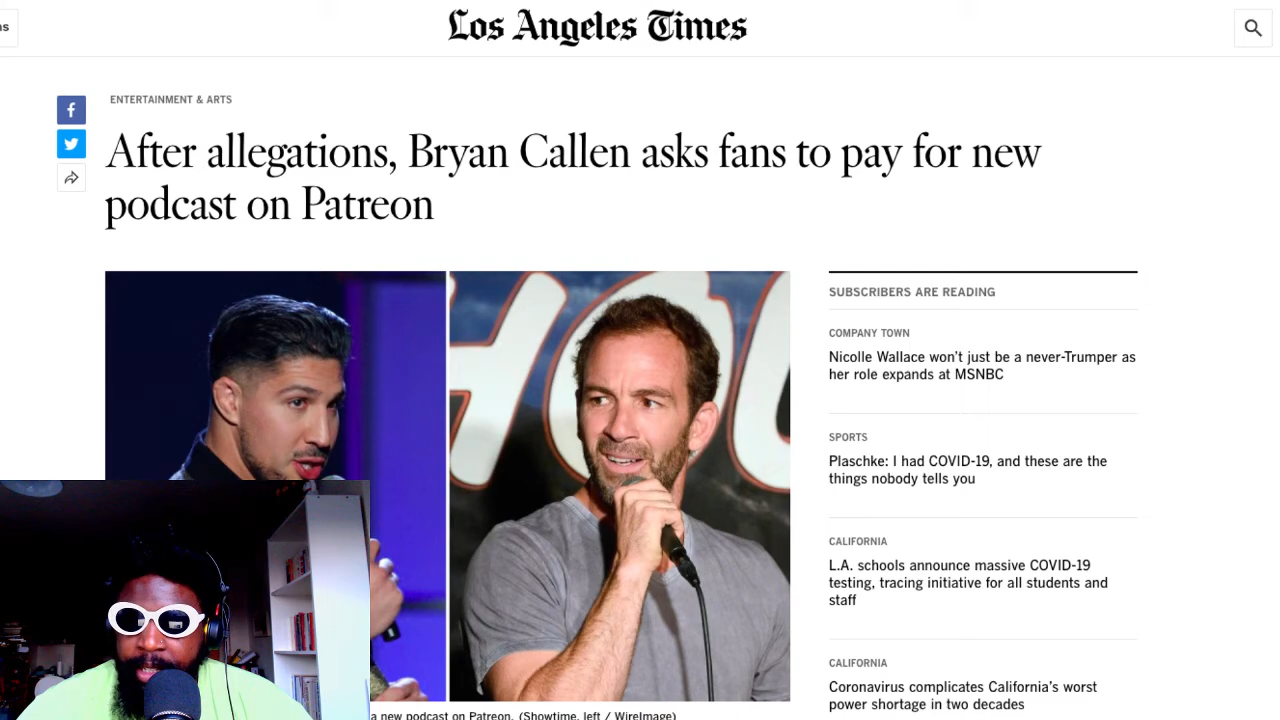 ns
Los Angeles Times
ENTERTAINMENT & ARTS
After allegations, Bryan Callen asks fans to pay for new
podcast on Patreon
SUBSCRIBERS ARE READING
COMPANY TOWN
Nicolle Wallace won't just be a never-Trumper as
her role expands at MSNBC
SPORTS
Plaschke: I had COVID-19, and these are the
things nobody tells you
CALIFORNIA
L.A. schools announce massive COVID-19
testing, tracing initiative for all students and
staff
CALIFORNIA
Coronavirus complicates California's worst
power shortage in two decades
a new podcast on Patreon. (Showtime, left / WireImage)